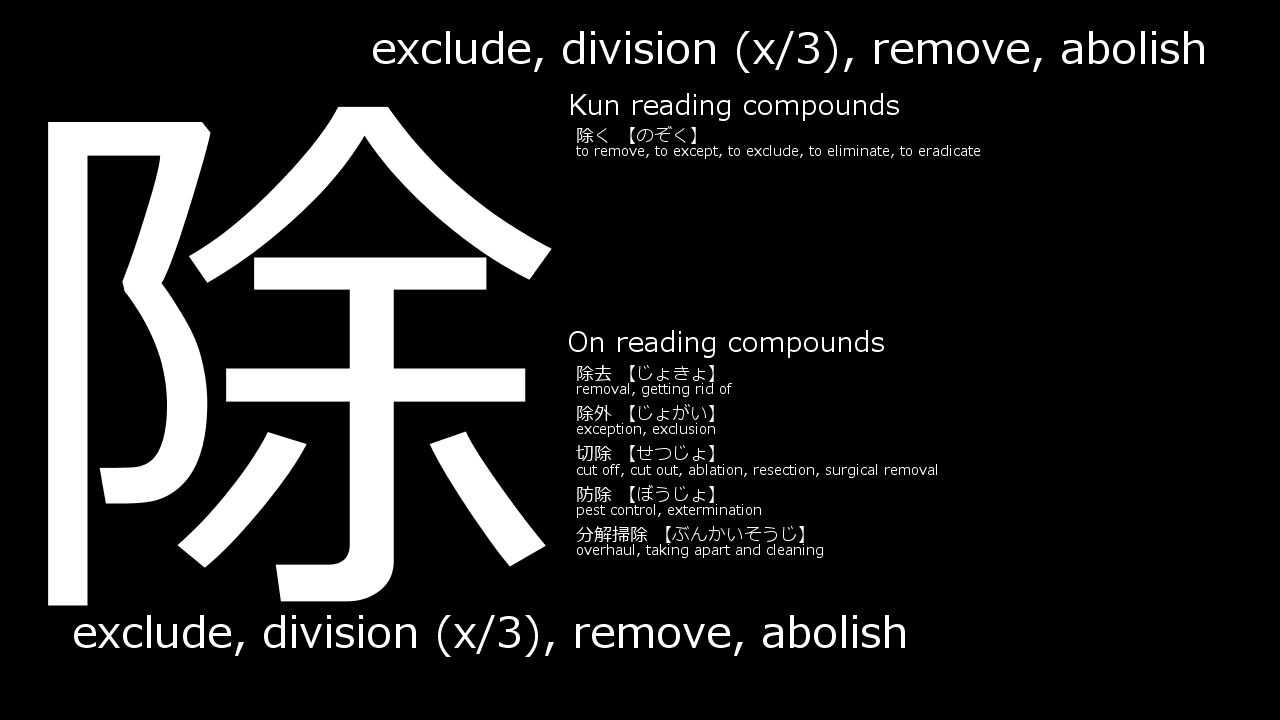 exclude, division (x/3), remove, abolish
除
Kun reading compounds
除く 【のぞく】
to remove, to except, to exclude, to eliminate, to eradicate
On reading compounds
除去 【じょきょ】
removal, getting rid of
除外 【じょがい】
exception, exclusion
切除 【せつじょ】
cut off, cut out, ablation, resection, surgical removal
防除 【ぼうじょ】
pest control, extermination
分解掃除 【ぶんかいそうじ】
overhaul, taking apart and cleaning
exclude, division (x/3), remove, abolish